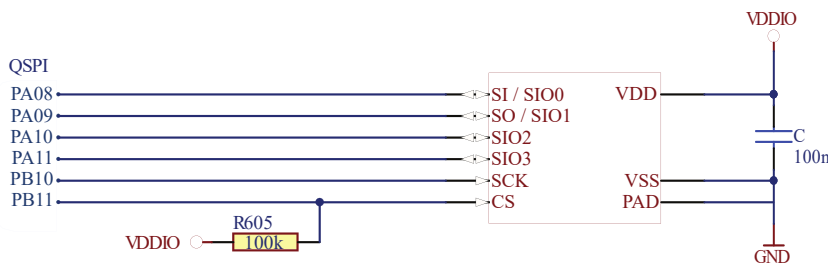 VDDIO
QSPI
PA08
SI / SIO0
VDD
PA09
SO / SIO1
PA10
SIO2
C
PA11
SIO3
100n
PB10
SCK
VSS
PB11
CS
PAD
R605
VDDIO
100k
GND